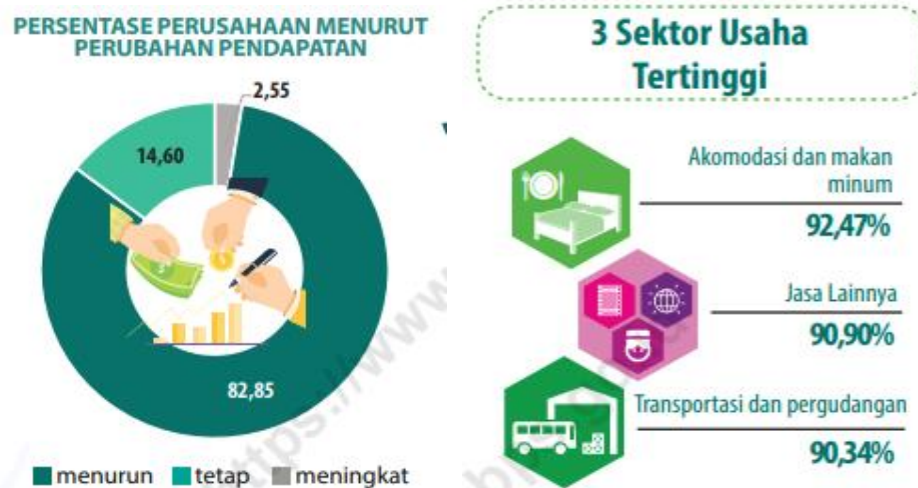 PERSENTASE PERUSAHAAN MENURUT
PERUBAHAN PENDAPATAN
2,55
14,60
82,85
menurun tetap meningkat
3 Sektor Usaha
Tertinggi
Akomodasi dan makan
minum
92,47%
Jasa Lainnya
90,90%
Transportasi dan pergudangan
90,34%